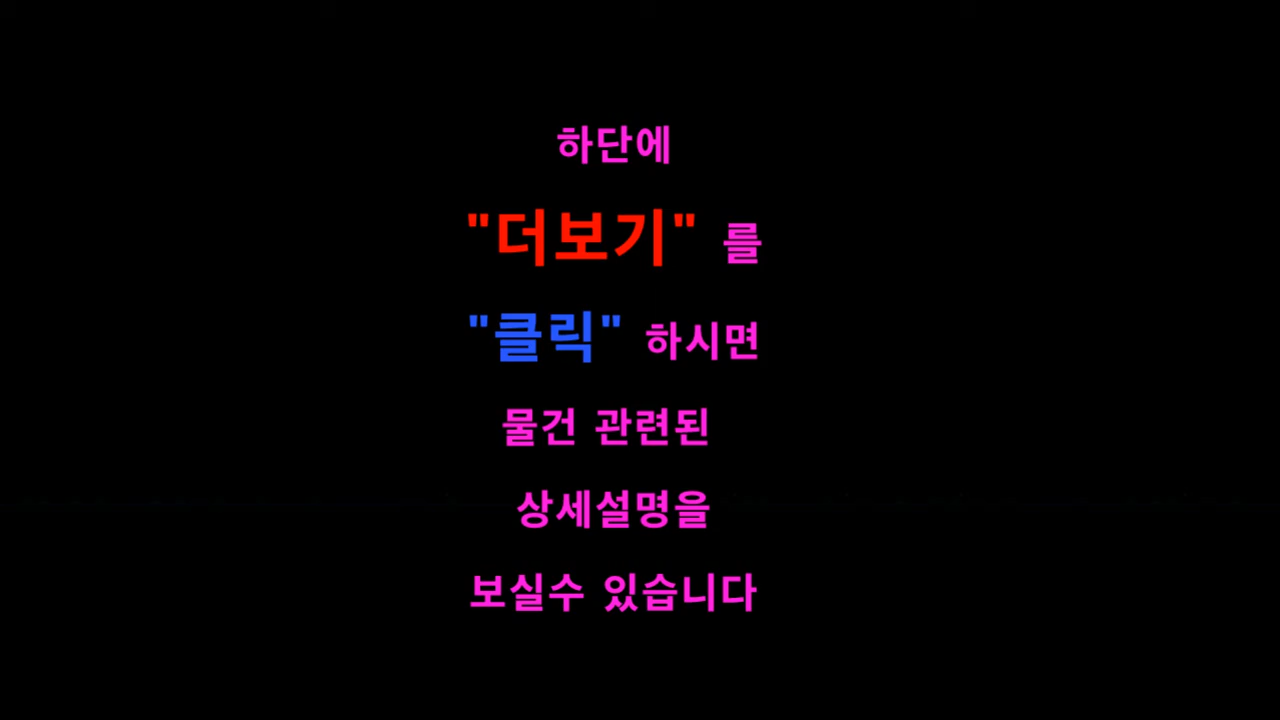 하단에
"더보기" 를
"클릭" 하시면
물건 관련된
상세설명을
보실수 있습니다